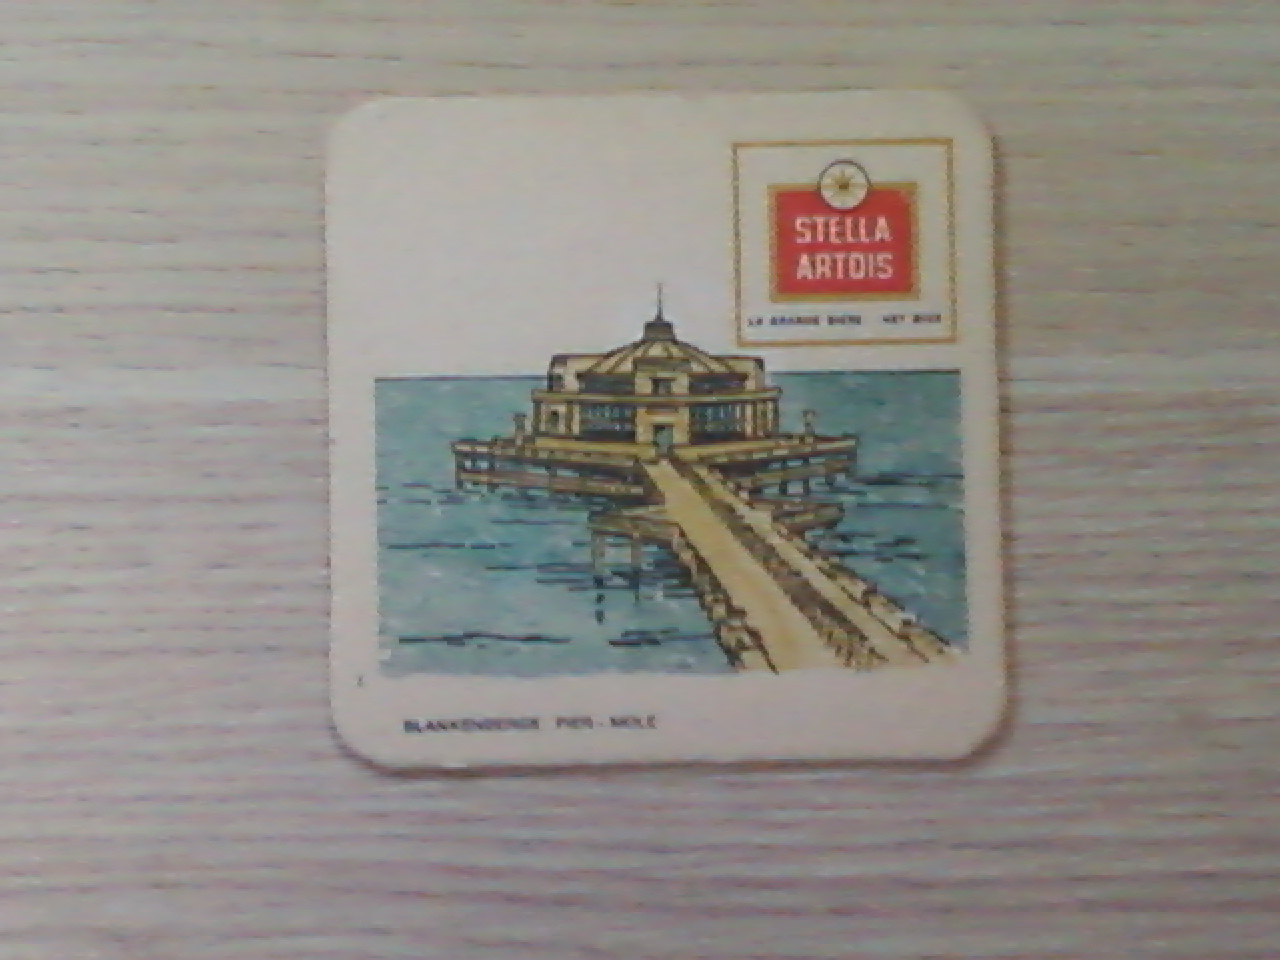 STELLA
ARTOIS
LA GRANDE BIERE HET BIER
BLANKENBERGE PIER - MOLE